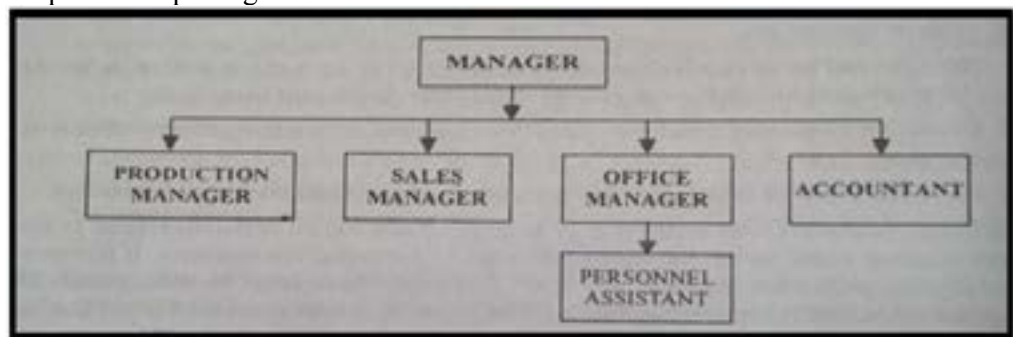 MANAGER
PRODUCTION
MANAGER
SALES
MANAGER
OFFICE
MANAGER
ACCOUNTANT
PERSONNEL
ASSISTANT